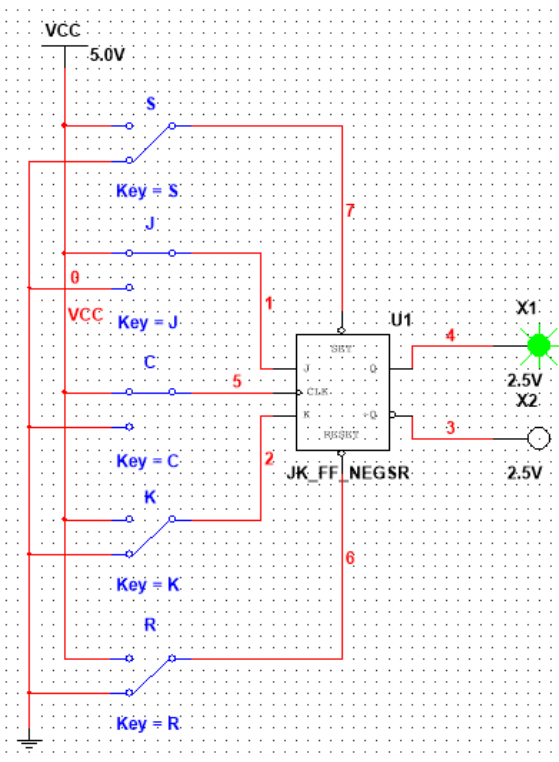 VCC
5.0V
S
Key = S
7
J
0
VCC
Key = J
1
U1
X1
SET
J
Q
4
2.5V
X2
C
5
CLK
K
~Q
3
RESET
2.5V
Key = C
2
JK_FF_NEGSR
K
6
Key = K
R
Key = R